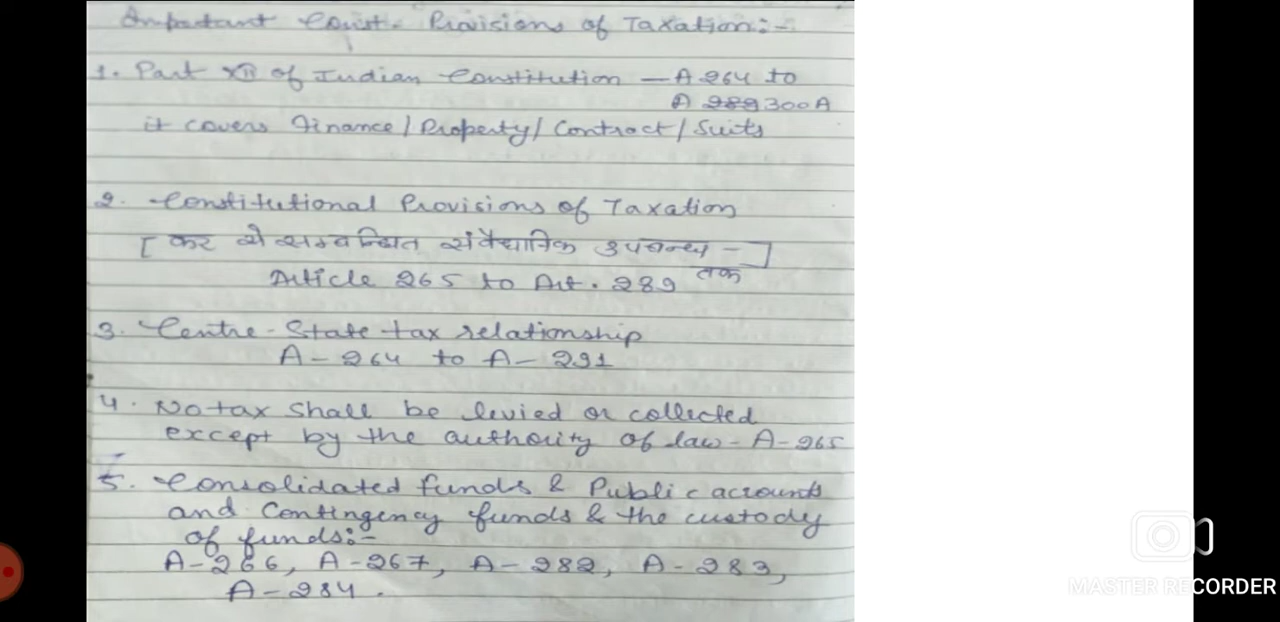 Important Const. Provisions of Taxation:-
1. Part XII of Indian Constitution — A.264 to
A 289 300A
it covers Finance/Property/Contract/Suits
2. Constitutional Provisions of Taxation
[कर से सम्बन्धित संवैधानिक उपबन्ध -]
Article 265 to Art. 289 तक
3. Centre-State tax relationship
A-264 to A-291
4. No tax shall be levied or collected
except by the authority of law - A-265
5. Consolidated funds & Public accounts
and Contingency funds & the custody
of funds:-
A-266, A-267, A-282, A-283,
A-284.
MASTER RECORDER